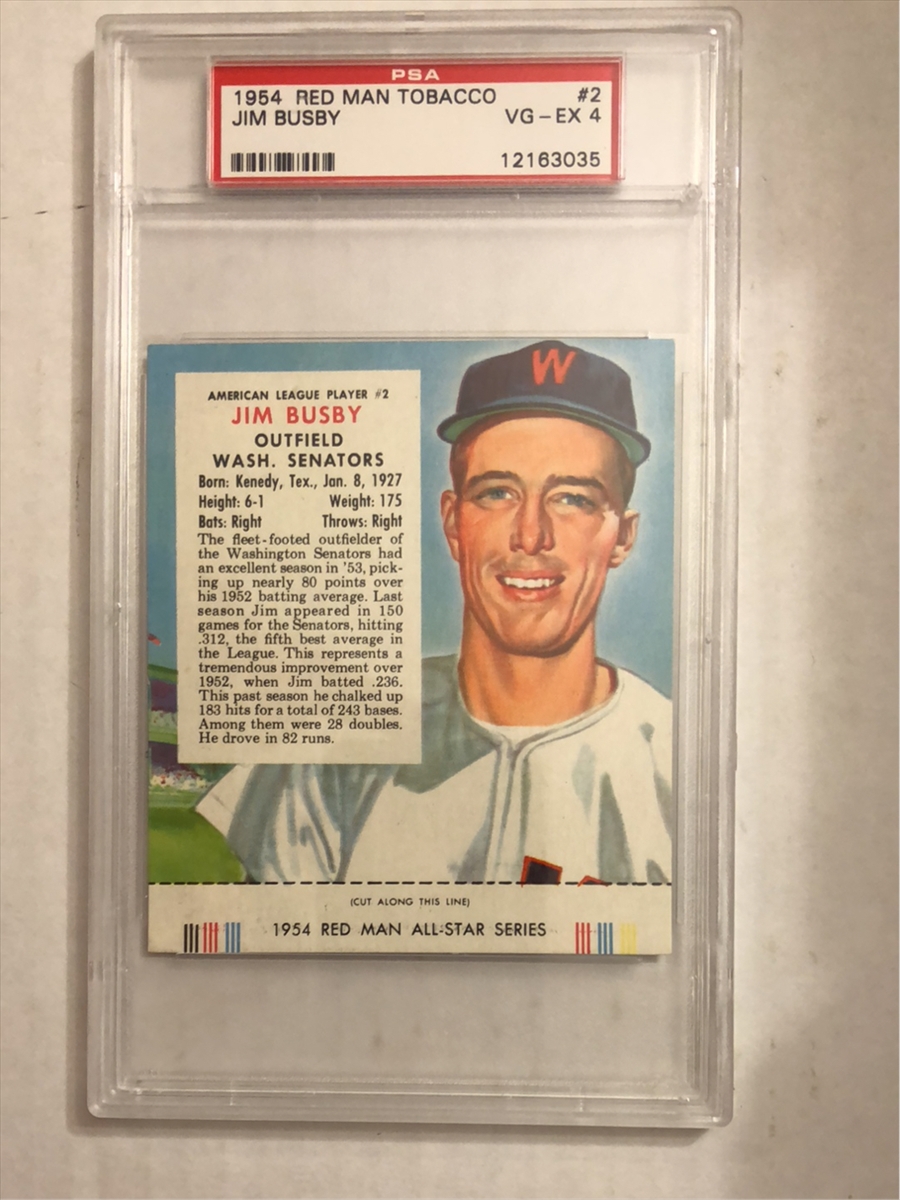 PSA
1954 RED MAN TOBACCO #2
JIM BUSBY VG-EX 4
12163035
W
AMERICAN LEAGUE PLAYER #2
JIM BUSBY
OUTFIELD
WASH. SENATORS
Born: Kenedy, Tex., Jan. 8, 1927
Height: 6-1 Weight: 175
Bats: Right Throws: Right
The fleet-footed outfielder of
the Washington Senators had
an excellent season in '53, pick-
ing up nearly 80 points over
his 1952 batting average. Last
season Jim appeared in 150
games for the Senators, hitting
.312, the fifth best average in
the League. This represents a
tremendous improvement over
1952, when Jim batted .236.
This past season he chalked up
183 hits for a total of 243 bases.
Among them were 28 doubles.
He drove in 82 runs.
(CUT ALONG THIS LINE)
1954 RED MAN ALL-STAR SERIES